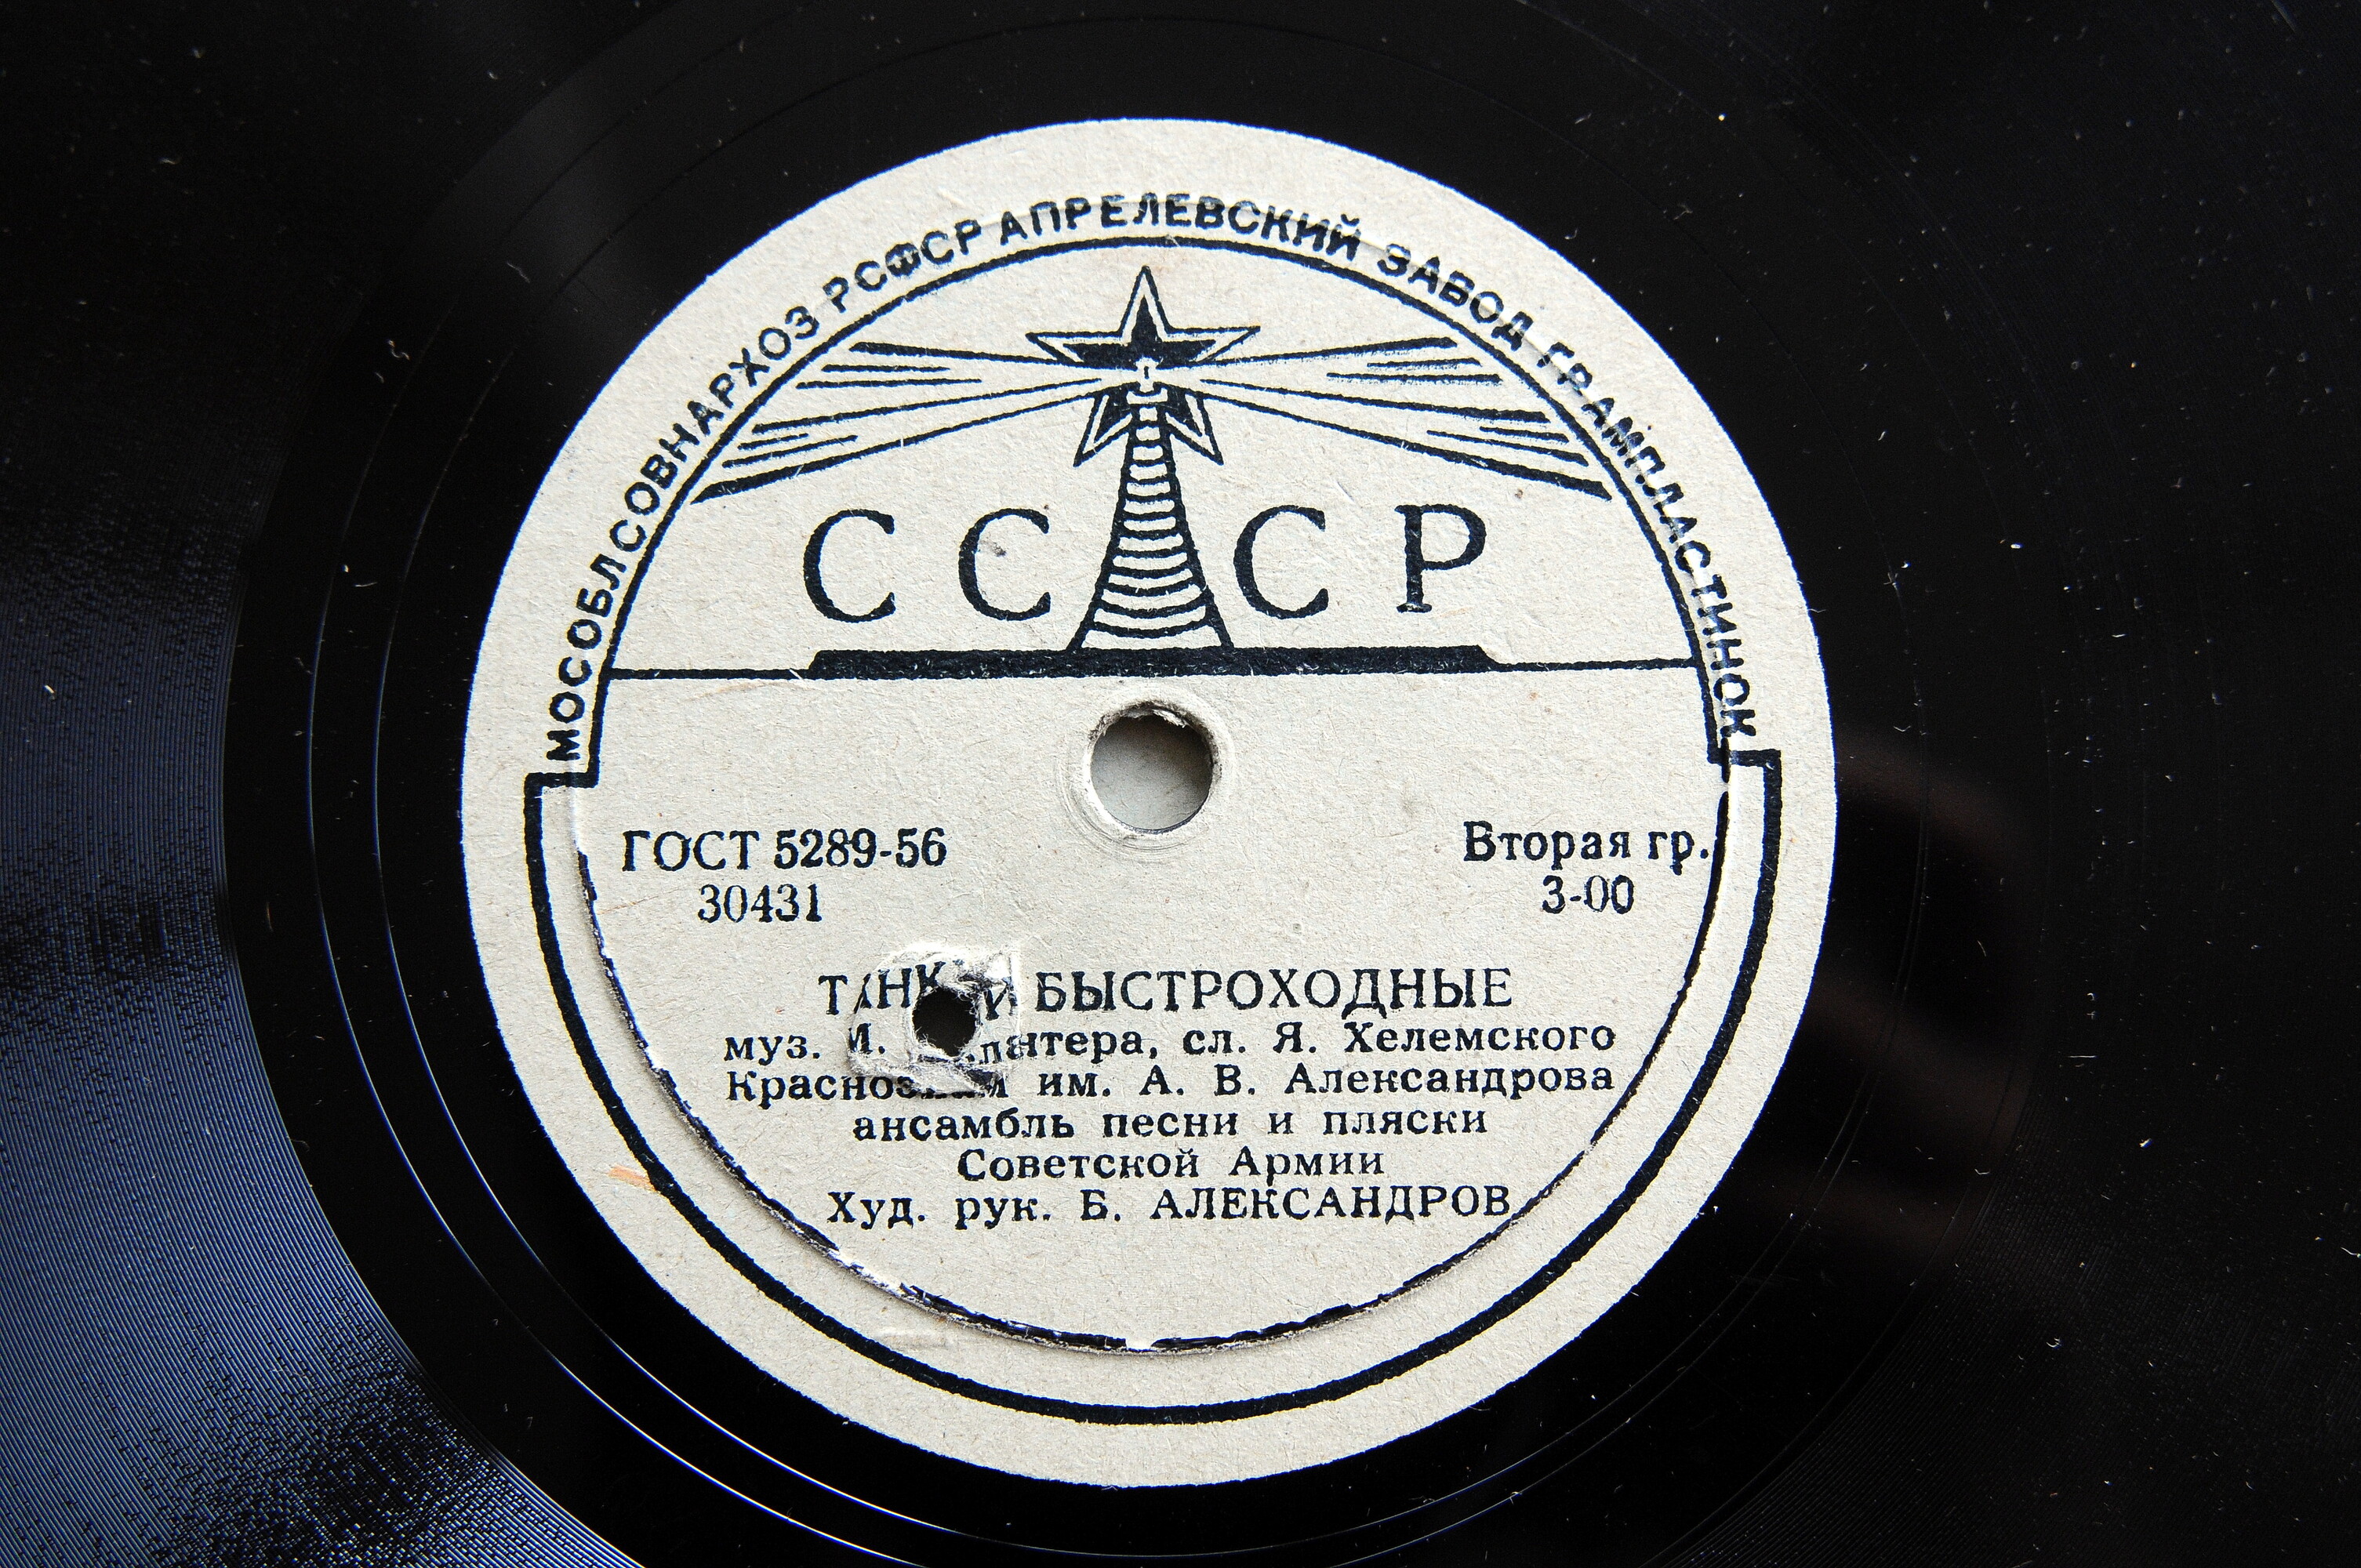 МОСОБЛСОВНАРХОЗ РСФСР АПРЕЛЕВСКИЙ ЗАВОД ГРАМПЛАСТИНОК
СССР
ГОСТ 5289-56
Вторая гр.
30431
3-00
БЫСТРОХОДНЫЕ
муз. сл. Я. Хелемского
им. А. В. Александрова
ансамбль песни и пляски
Советской Армии
Худ. рук. Б. АЛЕКСАНДРОВ